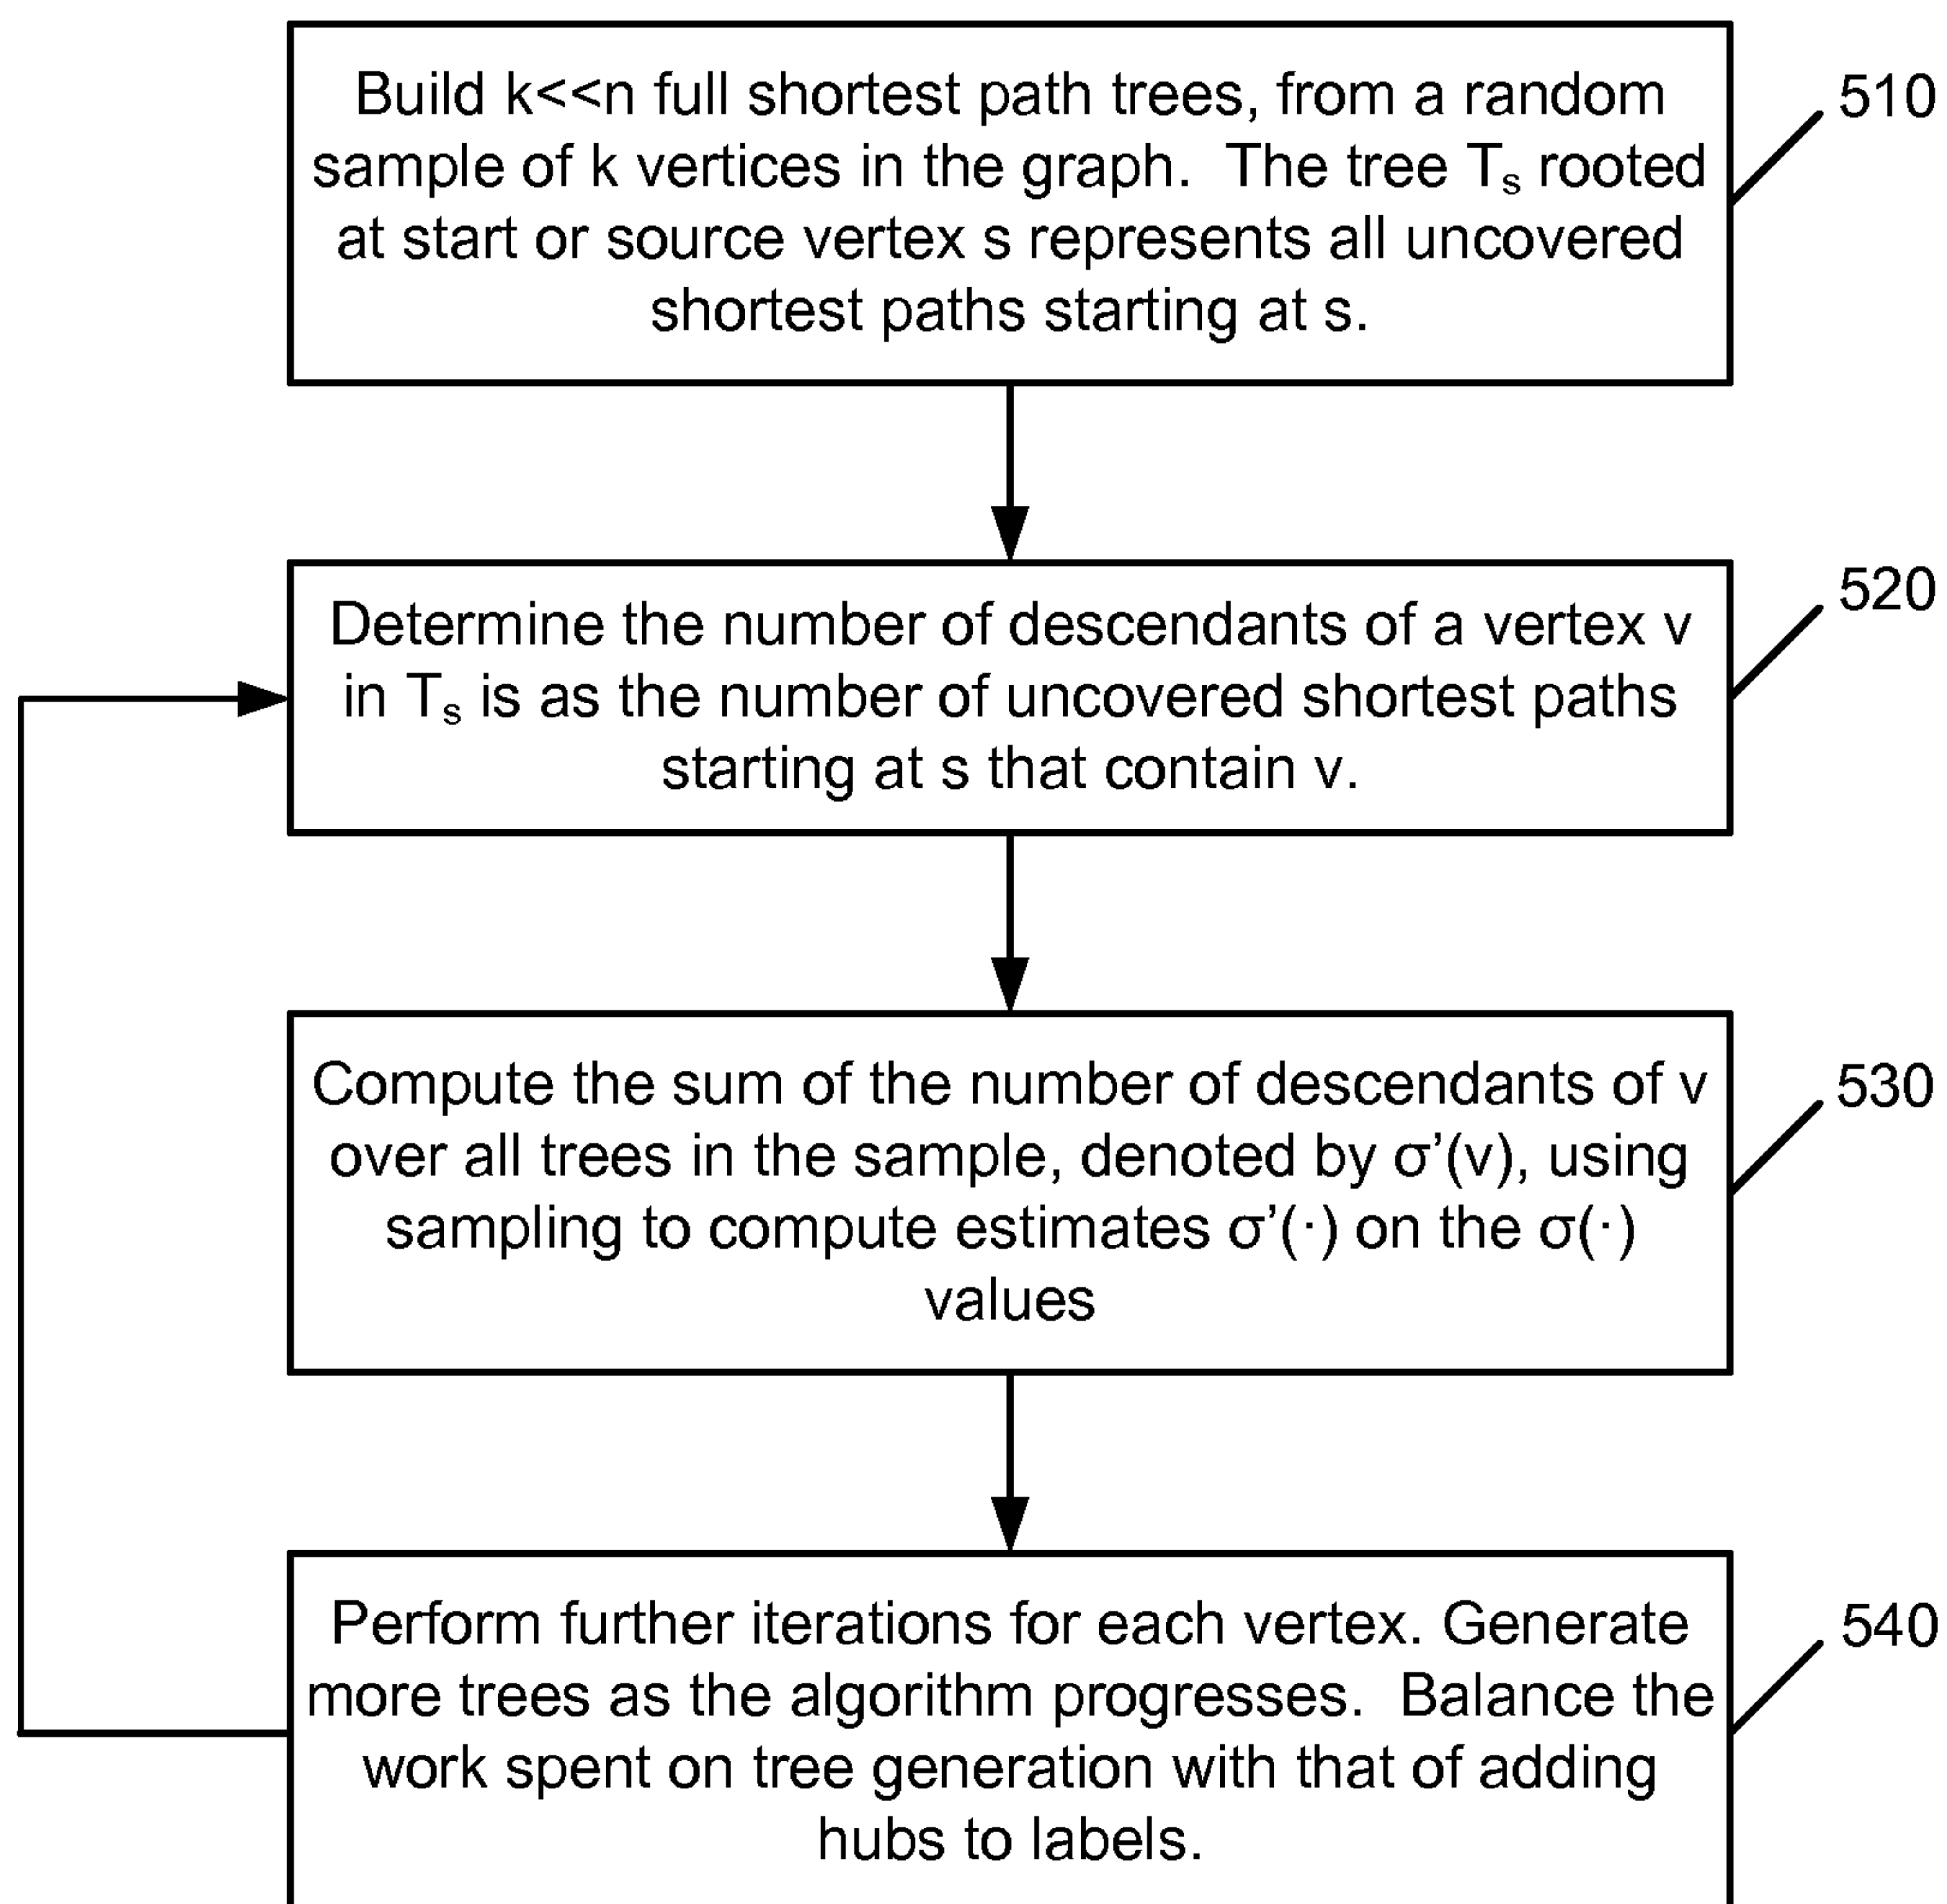 Build k<<n full shortest path trees, from a random
sample of k vertices in the graph.  The tree Ts rooted
at start or source vertex s represents all uncovered
shortest paths starting at s.
510
Determine the number of descendants of a vertex v
in Ts is as the number of uncovered shortest paths
starting at s that contain v.
520
Compute the sum of the number of descendants of v
over all trees in the sample, denoted by σ’(v), using
sampling to compute estimates σ’(·) on the σ(·)
values
530
Perform further iterations for each vertex. Generate
more trees as the algorithm progresses.  Balance the
work spent on tree generation with that of adding
hubs to labels.
540